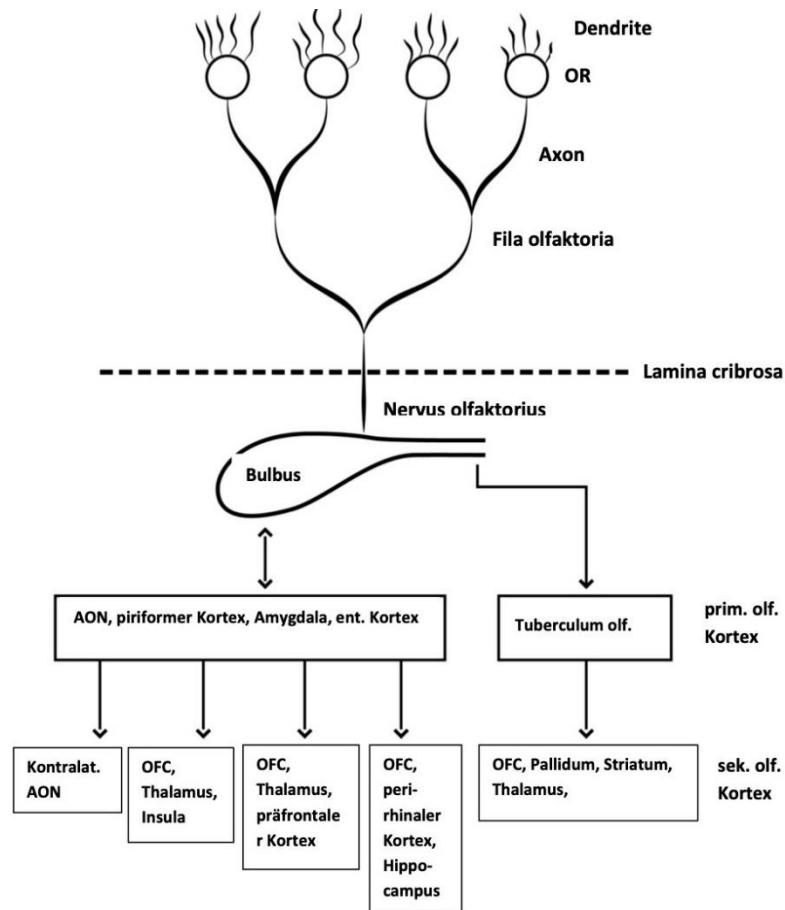 Dendrite
OR
Axon
Fila olfaktoria
Lamina cribrosa
Nervus olfaktorius
Bulbus
AON, piriformer Kortex, Amygdala, ent. Kortex
Tuberculum olf.
prim. olf.
Kortex
Kontralat.
AON
OFC,
Thalamus,
Insula
OFC,
Thalamus,
präfrontale
r Kortex
OFC,
peri-
rhinaler
Kortex,
Hippo-
campus
OFC, Pallidum, Striatum,
Thalamus,
sek. olf.
Kortex